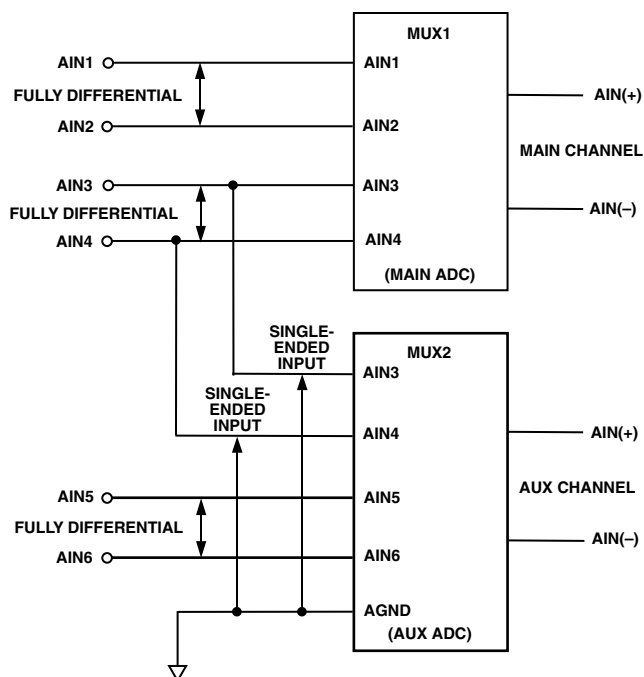 MUX1
AIN1
AIN1
FULLY DIFFERENTIAL
AIN(+)
AIN2
AIN2
MAIN CHANNEL
AIN3
AIN3
FULLY DIFFERENTIAL
AIN(–)
AIN4
AIN4
(MAIN ADC)
SINGLE-
ENDED
INPUT
MUX2
AIN3
SINGLE-
ENDED
INPUT
AIN4
AIN(+)
AIN5
AIN5
AUX CHANNEL
FULLY DIFFERENTIAL
AIN(–)
AIN6
AIN6
AGND
(AUX ADC)